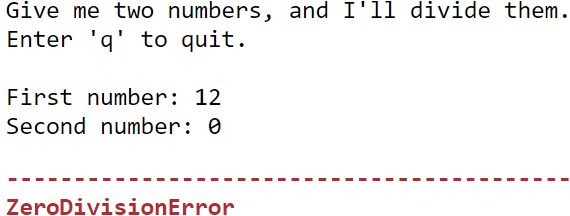 Give me two numbers, and I'll divide them.
Enter 'q' to quit.
First number: 12
Second number: 0
------------------------------------------
ZeroDivisionError